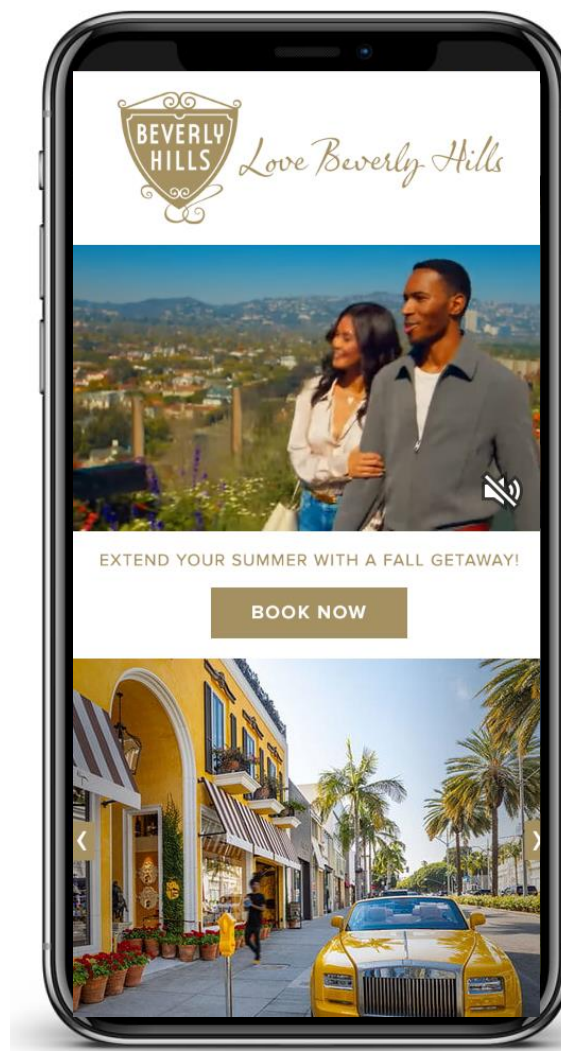 BEVERLY
HILLS
Love Beverly Hills
EXTEND YOUR SUMMER WITH A FALL GETAWAY!
BOOK NOW